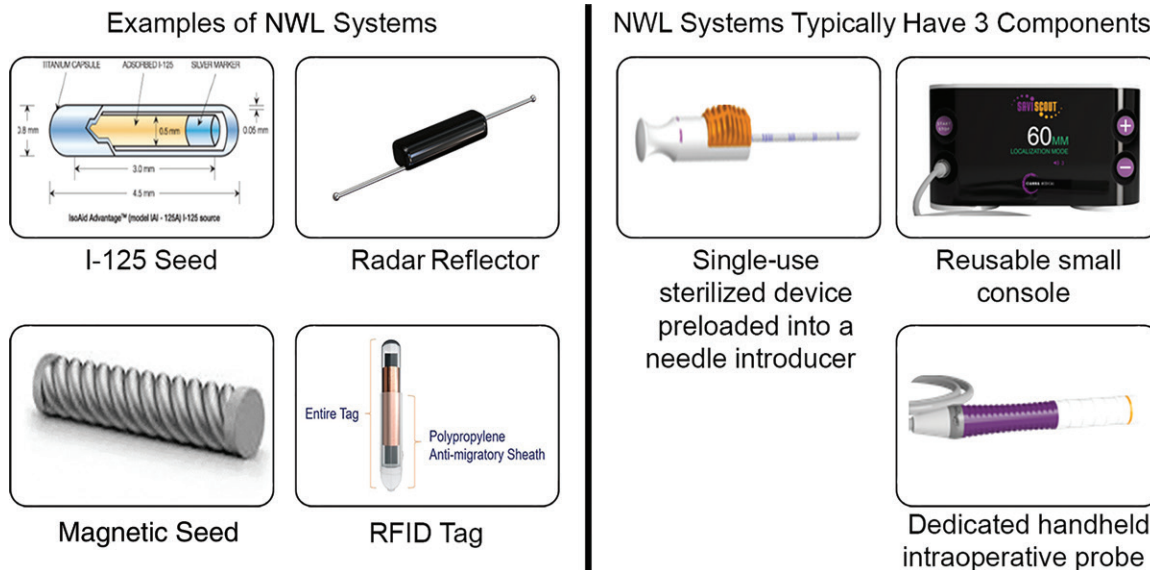 Examples of NWL Systems
TITANIUM CAPSULE
ADSORBED I-125
SILVER MARKER
3.8 mm
0.5 mm
0.05 mm
3.0 mm
4.5 mm
IsoAid Advantage™ (model IAI - 125A) I-125 source
I-125 Seed
Radar Reflector
Magnetic Seed
Entire Tag
Polypropylene
Anti-migratory Sheath
RFID Tag
NWL Systems Typically Have 3 Components
Single-use
sterilized device
preloaded into a
needle introducer
SAVI SCOUT
START
STOP
60MM
LOCALIZATION MODE
+
−
Reusable small
console
Dedicated handheld
intraoperative probe